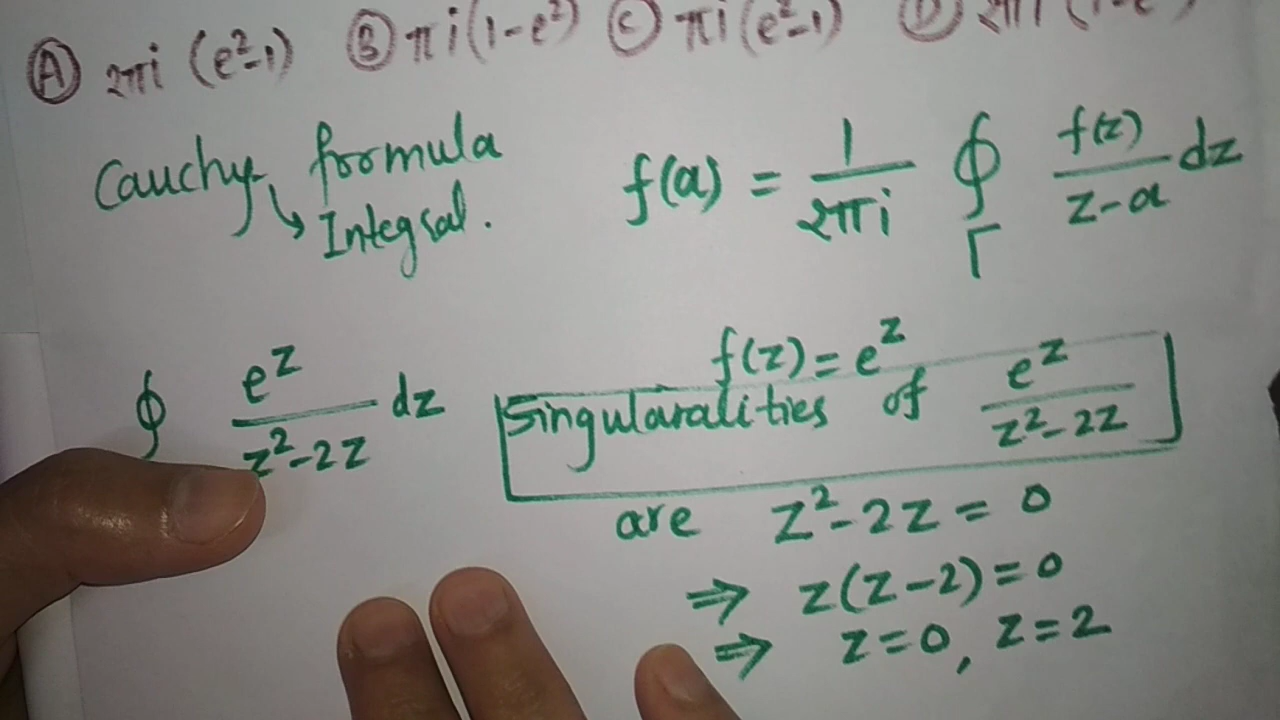 Ⓐ 2πi (e²-1) Ⓑ πi(1-e²) Ⓒ πi(e²-1) Ⓓ 2πi
Cauchy, formula f(a) = 1/2πi ∮_Γ f(z)/z-a dz
↳ Integral.
f(z) = e^z
∮ e^z/z²-2z dz Singularalities of e^z/z²-2z
are z²-2z = 0
⇒ z(z-2)=0
⇒ z=0, z=2